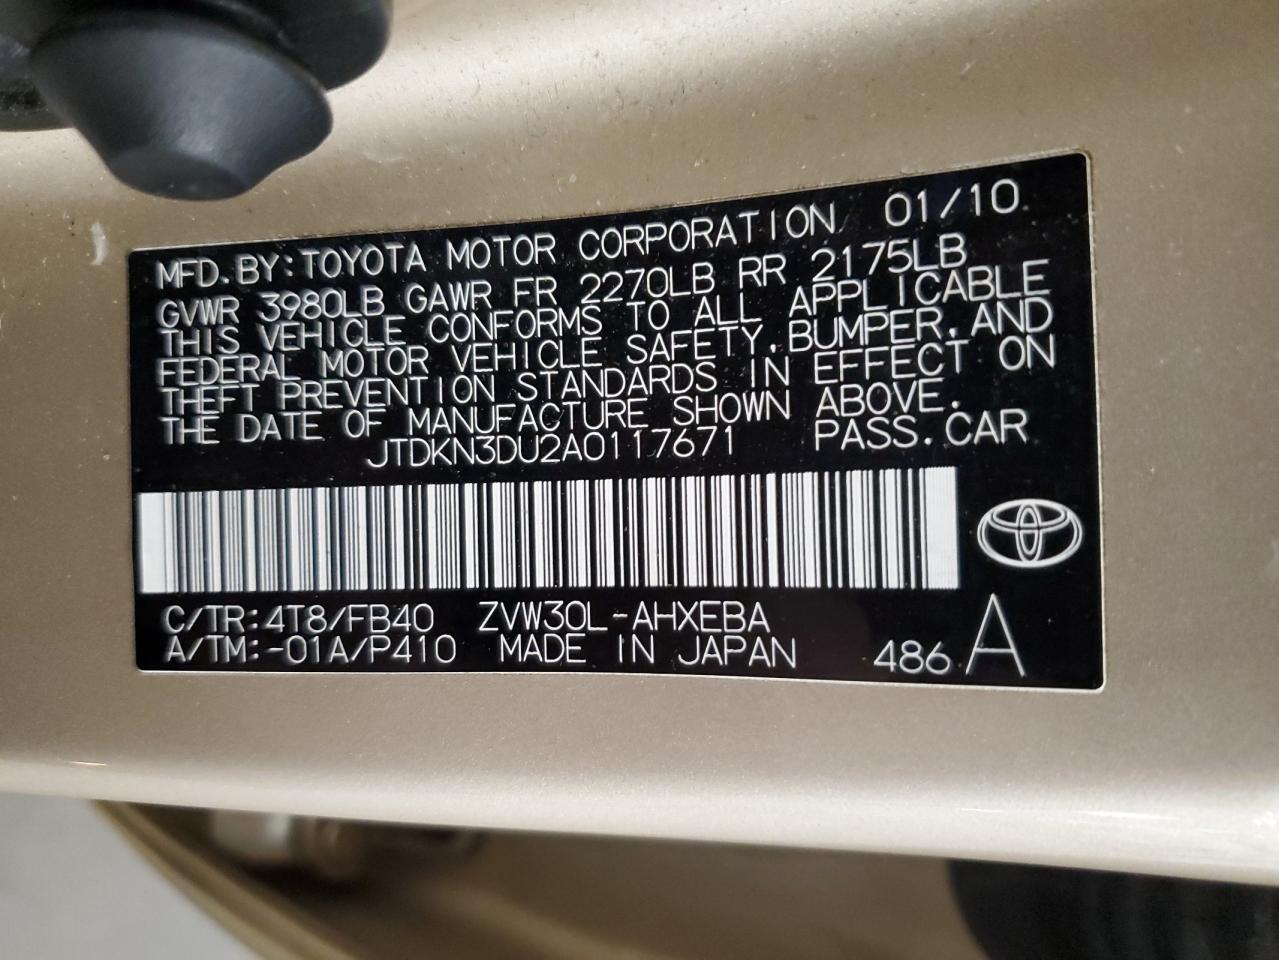 MFD.BY:TOYOTA MOTOR CORPORATION 01/10
GVWR 3980LB GAWR FR 2270LB RR 2175LB
THIS VEHICLE CONFORMS TO ALL APPLICABLE
FEDERAL MOTOR VEHICLE SAFETY,BUMPER,AND
THEFT PREVENTION STANDARDS IN EFFECT ON
THE DATE OF MANUFACTURE SHOWN ABOVE.
JTDKN3DU2A0117671 PASS.CAR
C/TR:4T8/FB40 ZVW30L-AHXEBA
A/TM:-01A/P410 MADE IN JAPAN 486 A